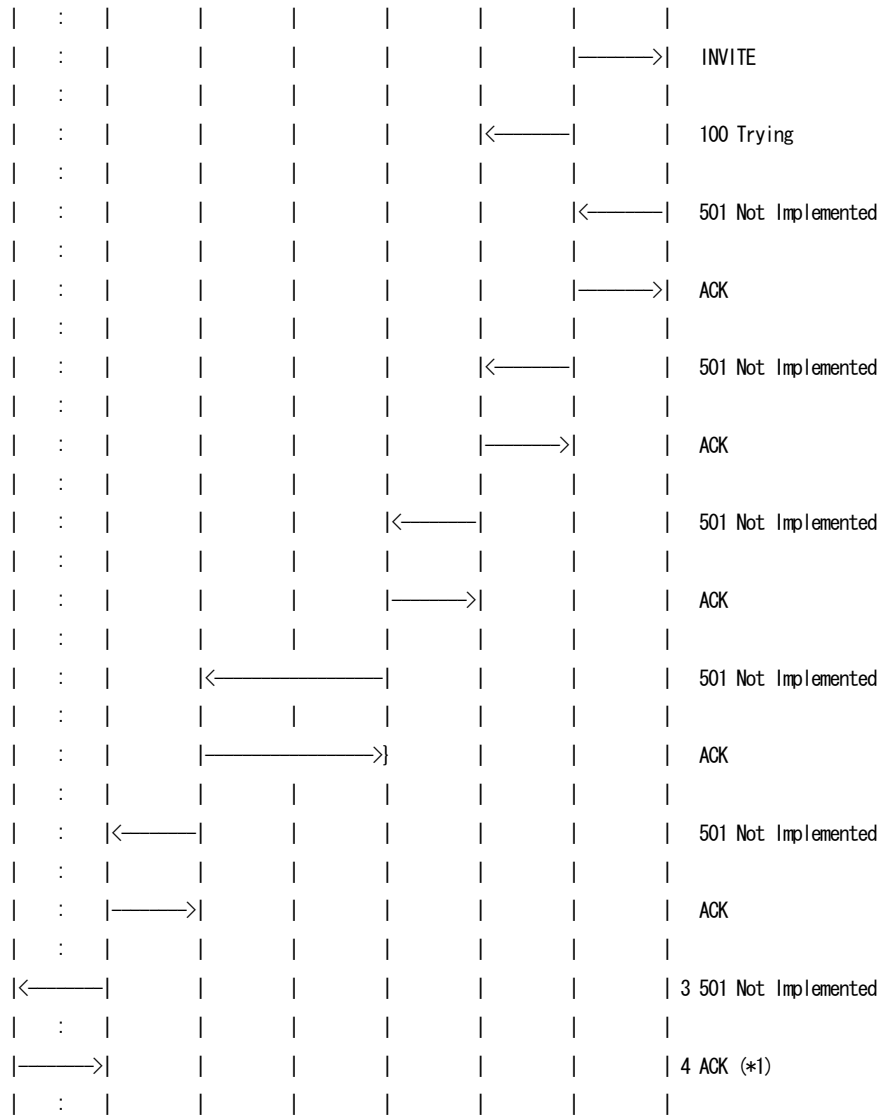 INVITE
100 Trying
501 Not Implemented
ACK
501 Not Implemented
ACK
501 Not Implemented
ACK
501 Not Implemented
ACK
501 Not Implemented
ACK
3 501 Not Implemented
4 ACK (*1)